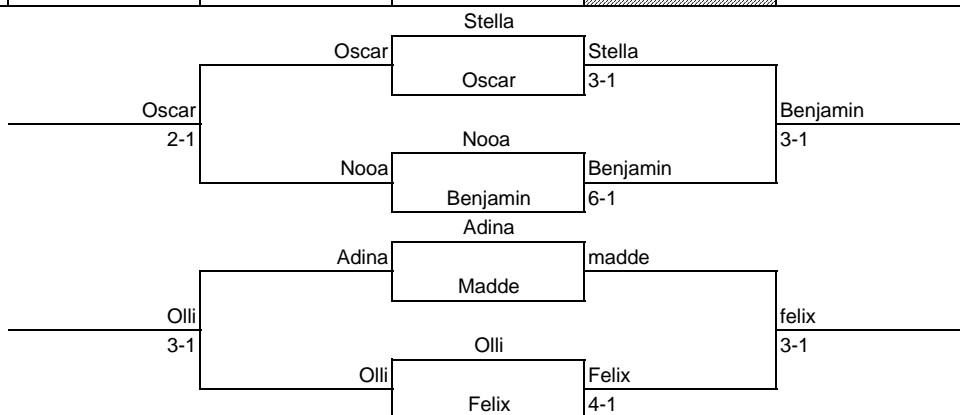 Stella
Oscar Stella
Oscar 3-1
Oscar Benjamin
2-1 Nooa 3-1
Nooa Benjamin
Benjamin 6-1
Adina
Adina madde
Madde
Olli felix
3-1 Olli 3-1
Olli Felix
Felix 4-1